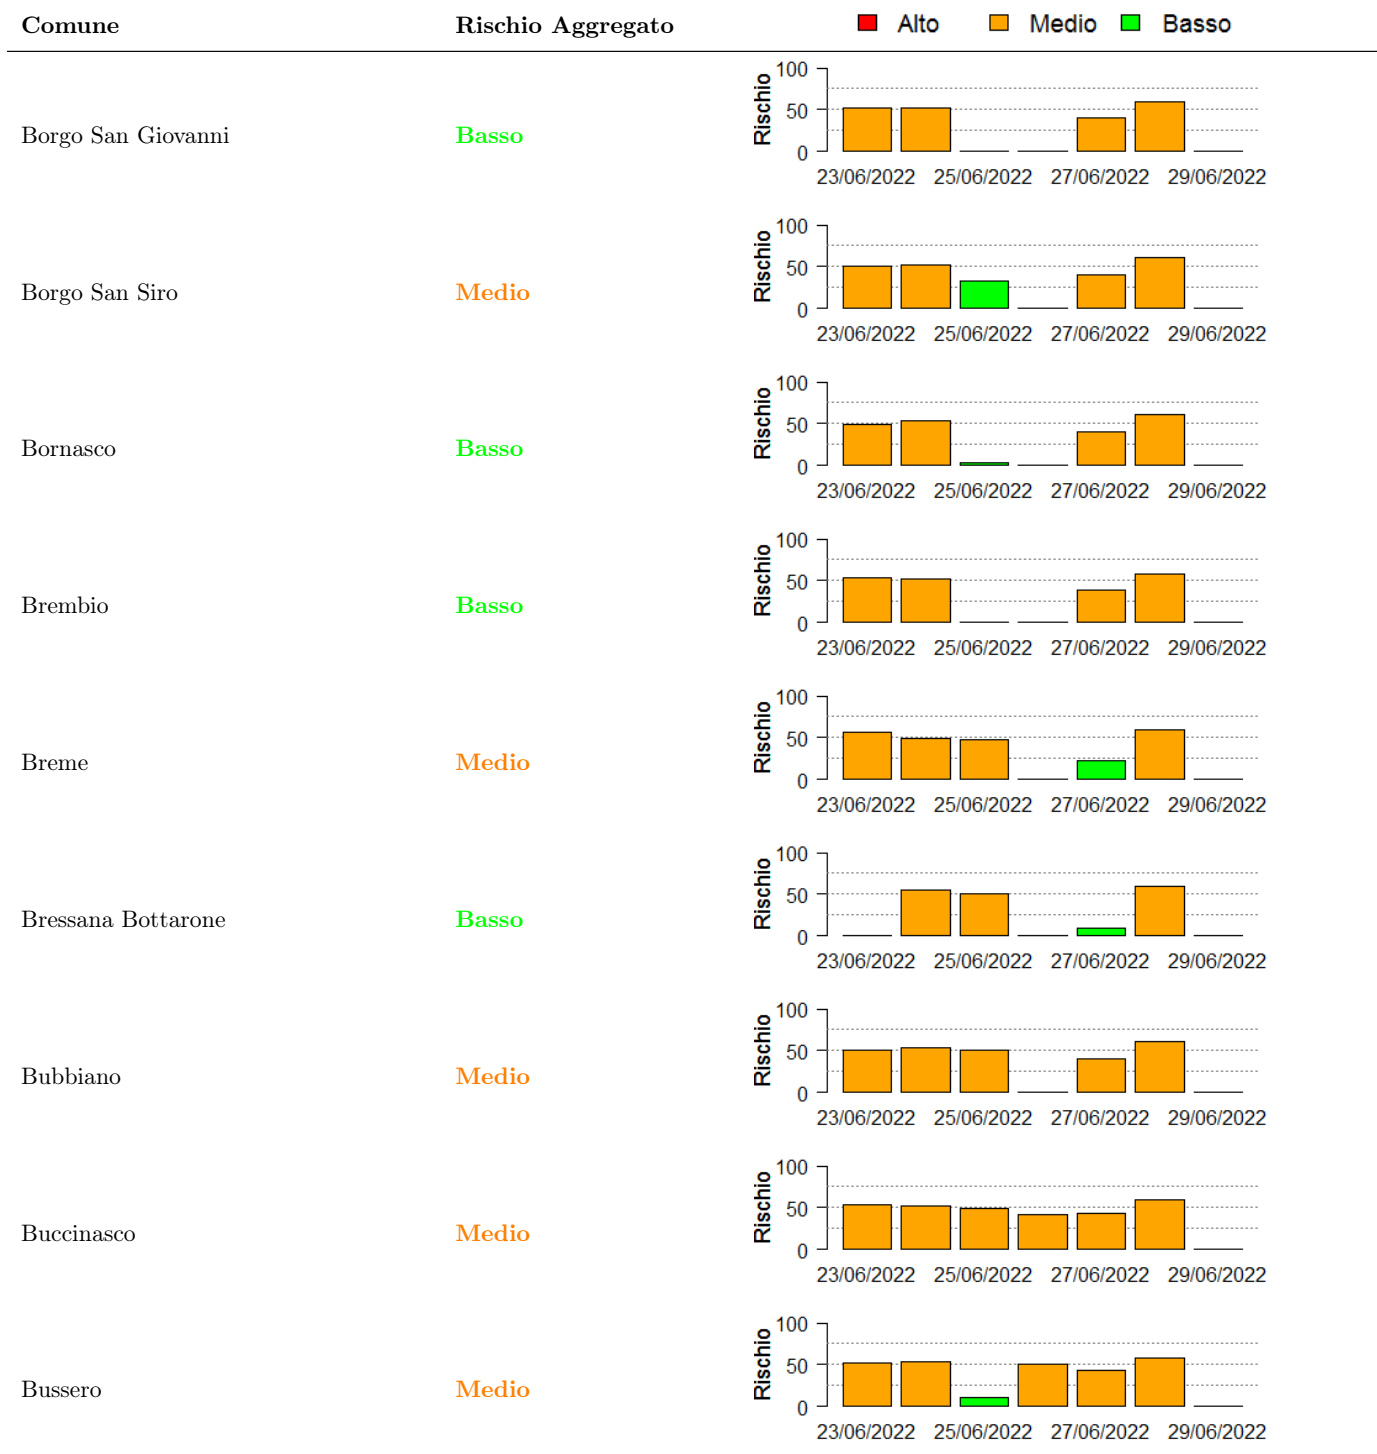 Comune Rischio Aggregato Alto Medio Basso
100
Rischio
50
Borgo San Giovanni Basso
0
23/06/2022 25/06/2022 27/06/2022 29/06/2022
100
Rischio
50
Borgo San Siro Medio
0
23/06/2022 25/06/2022 27/06/2022 29/06/2022
100
Rischio
50
Bornasco Basso
0
23/06/2022 25/06/2022 27/06/2022 29/06/2022
100
Rischio
50
Brembio Basso
0
23/06/2022 25/06/2022 27/06/2022 29/06/2022
100
Rischio
50
Breme Medio
0
23/06/2022 25/06/2022 27/06/2022 29/06/2022
100
Rischio
50
Bressana Bottarone Basso
0
23/06/2022 25/06/2022 27/06/2022 29/06/2022
100
Rischio
50
Bubbiano Medio
0
23/06/2022 25/06/2022 27/06/2022 29/06/2022
100
Rischio
50
Buccinasco Medio
0
23/06/2022 25/06/2022 27/06/2022 29/06/2022
100
Rischio
50
Bussero Medio
0
23/06/2022 25/06/2022 27/06/2022 29/06/2022